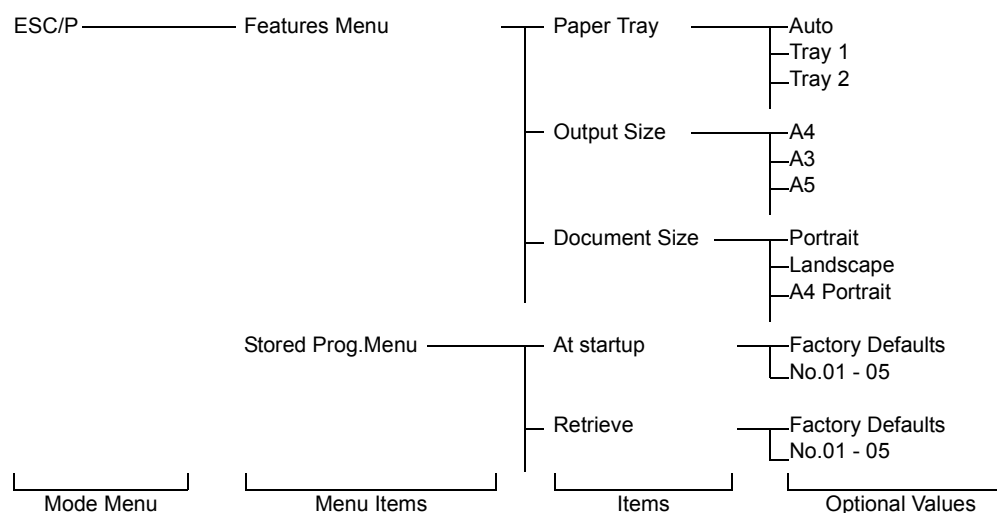 ESC/P Features Menu Paper Tray Auto
Tray 1
Tray 2
Output Size A4
A3
A5
Document Size Portrait
Landscape
A4 Portrait
Stored Prog.Menu At startup Factory Defaults
No.01 - 05
Retrieve Factory Defaults
No.01 - 05
Mode Menu Menu Items Items Optional Values